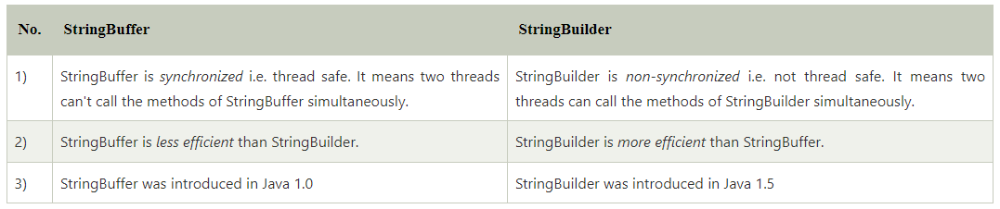 No. StringBuffer StringBuilder
1) StringBuffer is synchronized i.e. thread safe. It means two threads
can't call the methods of StringBuffer simultaneously.
StringBuilder is non-synchronized i.e. not thread safe. It means two
threads can call the methods of StringBuilder simultaneously.
2) StringBuffer is less efficient than StringBuilder. StringBuilder is more efficient than StringBuffer.
3) StringBuffer was introduced in Java 1.0 StringBuilder was introduced in Java 1.5